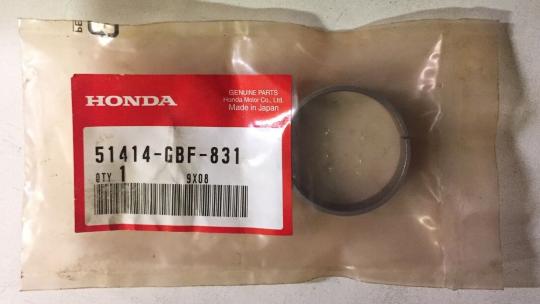 HONDA
GENUINE PARTS
Honda Motor Co., Ltd.
Made in Japan
51414-GBF-831
QTY 1 9X08